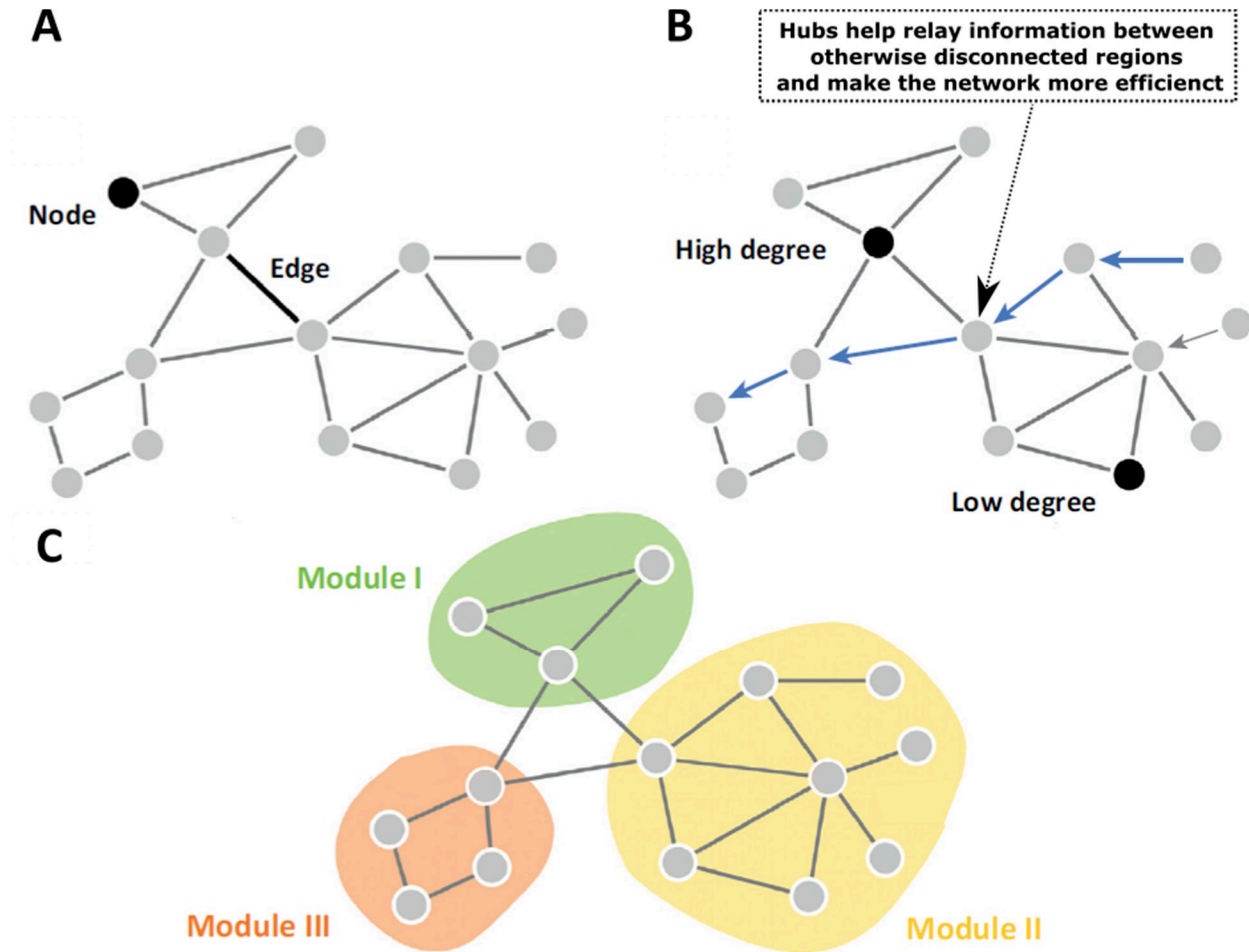 A
Node
Edge
B
Hubs help relay information between
otherwise disconnected regions
and make the network more efficienct
High degree
Low degree
C
Module I
Module III
Module II